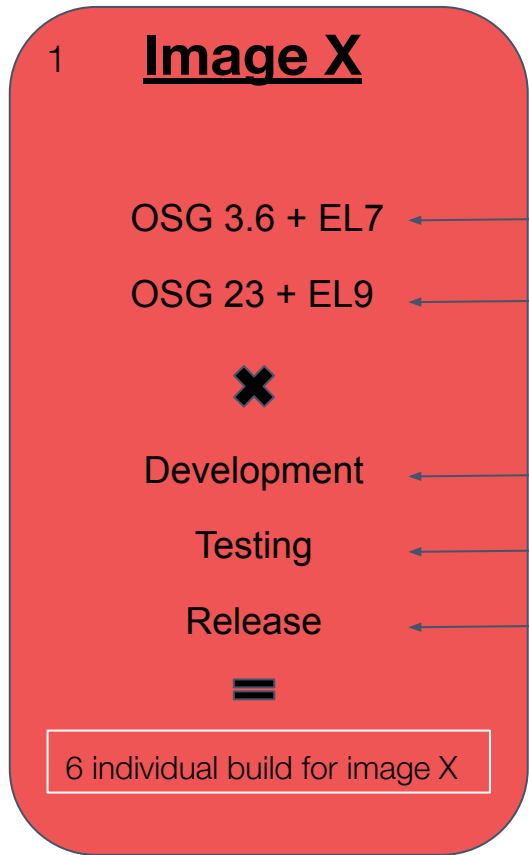 1
Image X
OSG 3.6 + EL7
OSG 23 + EL9
✖
Development
Testing
Release
=
6 individual build for image X